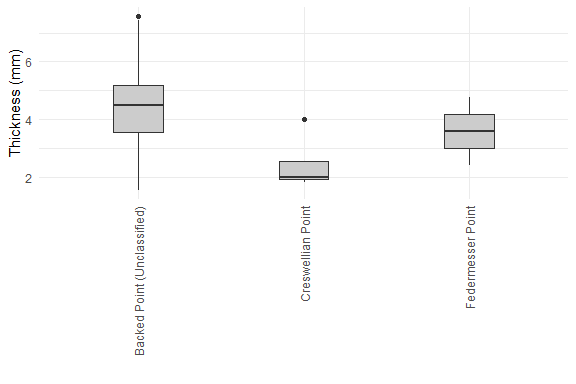 Thickness (mm)
6
4
2
Backed Point (Unclassified)
Creswellian Point
Federmesser Point